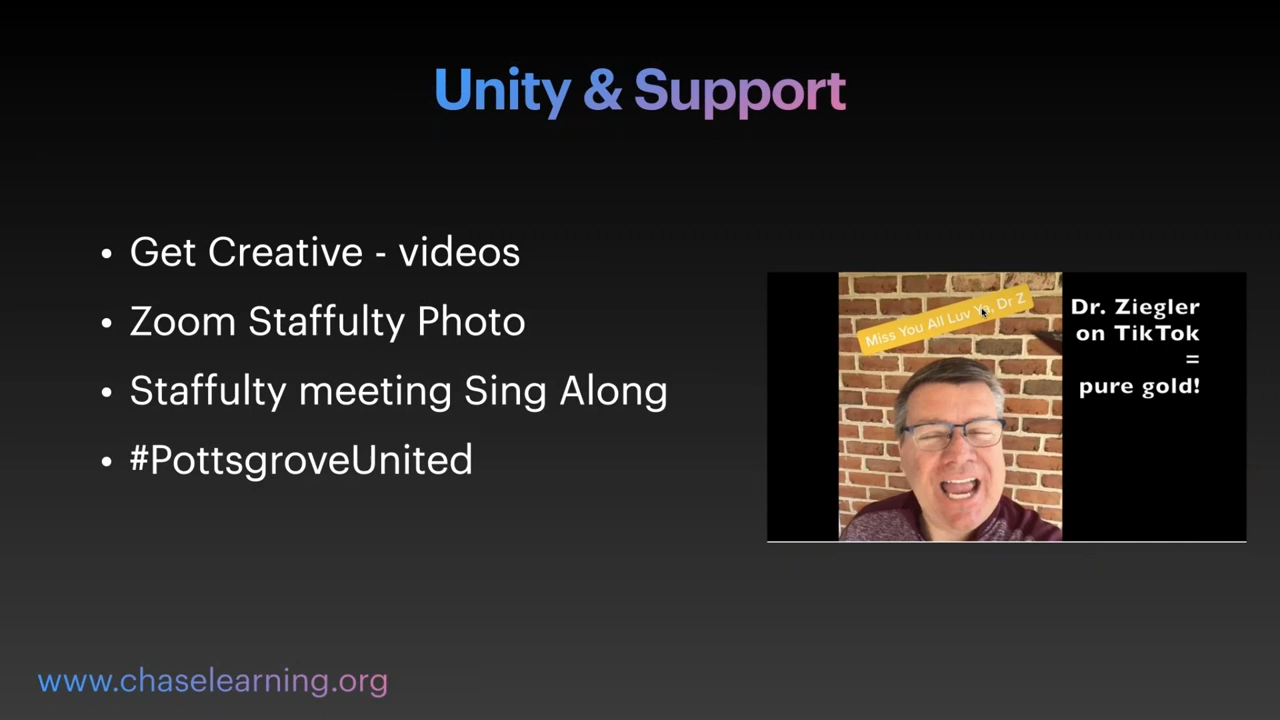 Unity & Support
• Get Creative - videos
• Zoom Staffulty Photo
• Staffulty meeting Sing Along
• #PottsgroveUnited
Miss You All Luv Ya, Dr Z
Dr. Ziegler
on TikTok
=
pure gold!
www.chaselearning.org